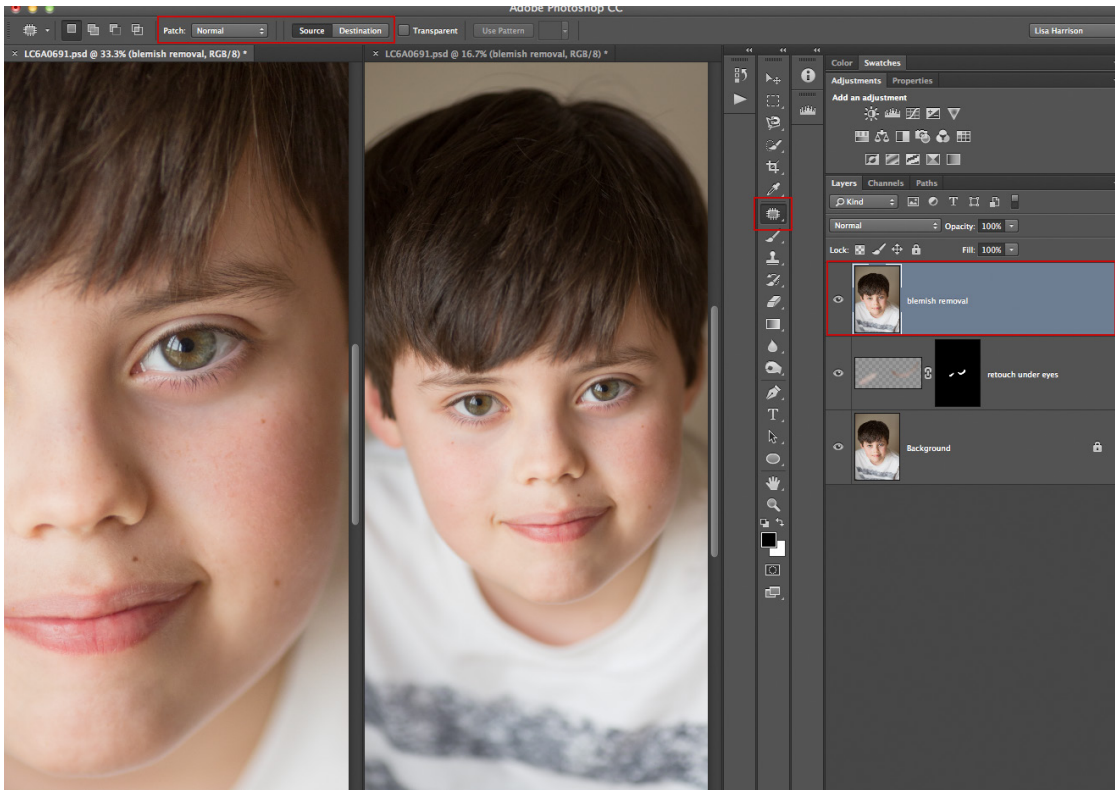 Adobe Photoshop CC
Patch: Normal Source Destination Transparent Use Pattern Lisa Harrison
× LC6A0691.psd @ 33.3% (blemish removal, RGB/8) * × LC6A0691.psd @ 16.7% (blemish removal, RGB/8) *
Color Swatches
Adjustments Properties
Add an adjustment
Layers Channels Paths
Kind T
Normal Opacity: 100%
Lock: Fill: 100%
blemish removal
retouch under eyes
T
Background